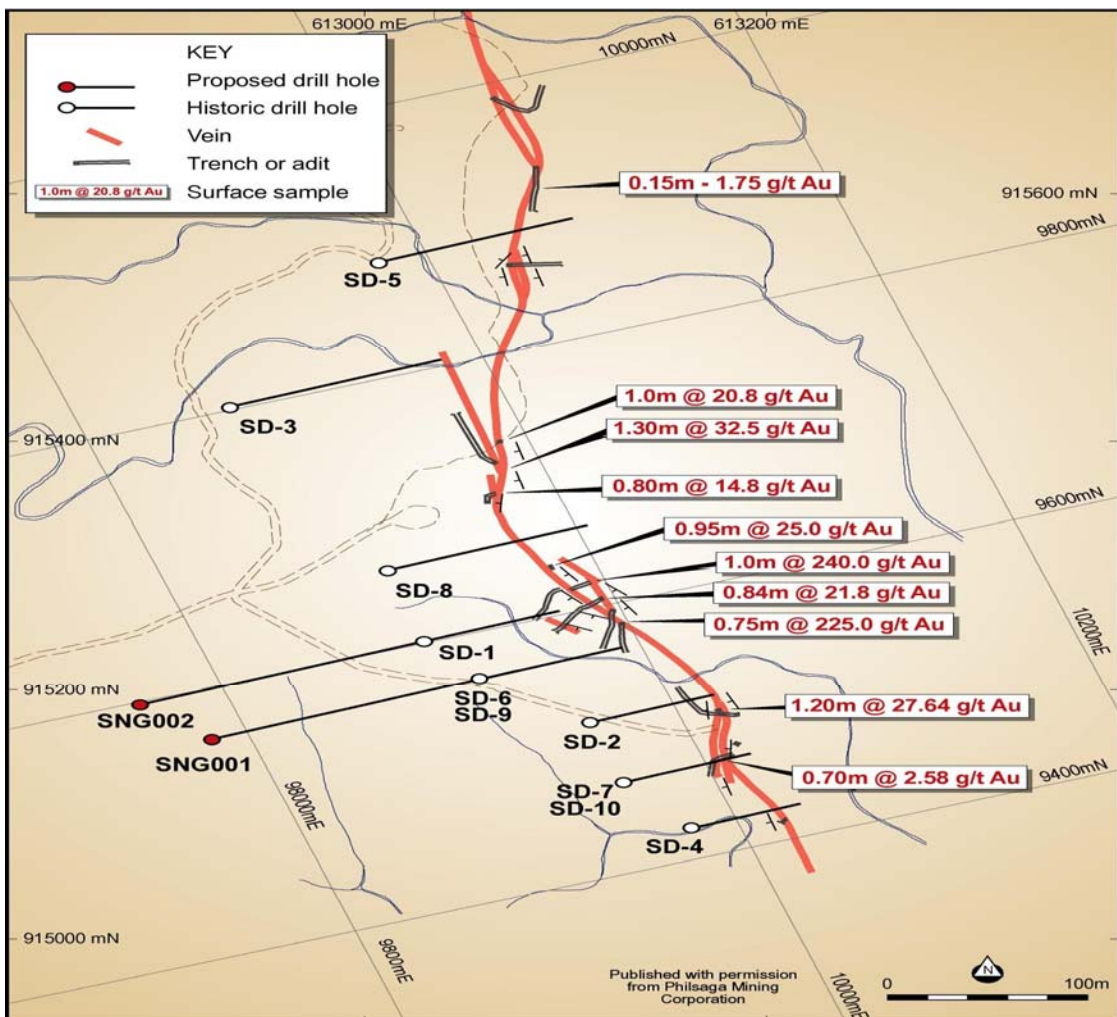 613000 mE
613200 mE
10000mN
KEY
Proposed drill hole
Historic drill hole
Vein
Trench or adit
1.0m @ 20.8 g/t Au
Surface sample
0.15m - 1.75 g/t Au
915600 mN
9800mN
SD-5
1.0m @ 20.8 g/t Au
SD-3
1.30m @ 32.5 g/t Au
915400 mN
0.80m @ 14.8 g/t Au
9600mN
0.95m @ 25.0 g/t Au
1.0m @ 240.0 g/t Au
SD-8
0.84m @ 21.8 g/t Au
0.75m @ 225.0 g/t Au
10200mE
SD-1
915200 mN
SNG002
SD-6
SD-9
1.20m @ 27.64 g/t Au
SD-2
SNG001
9400mN
0.70m @ 2.58 g/t Au
98000mE
SD-7
SD-10
SD-4
915000 mN
9800mE
10000mE
Published with permission
from Philsaga Mining
Corporation
N
0
100m